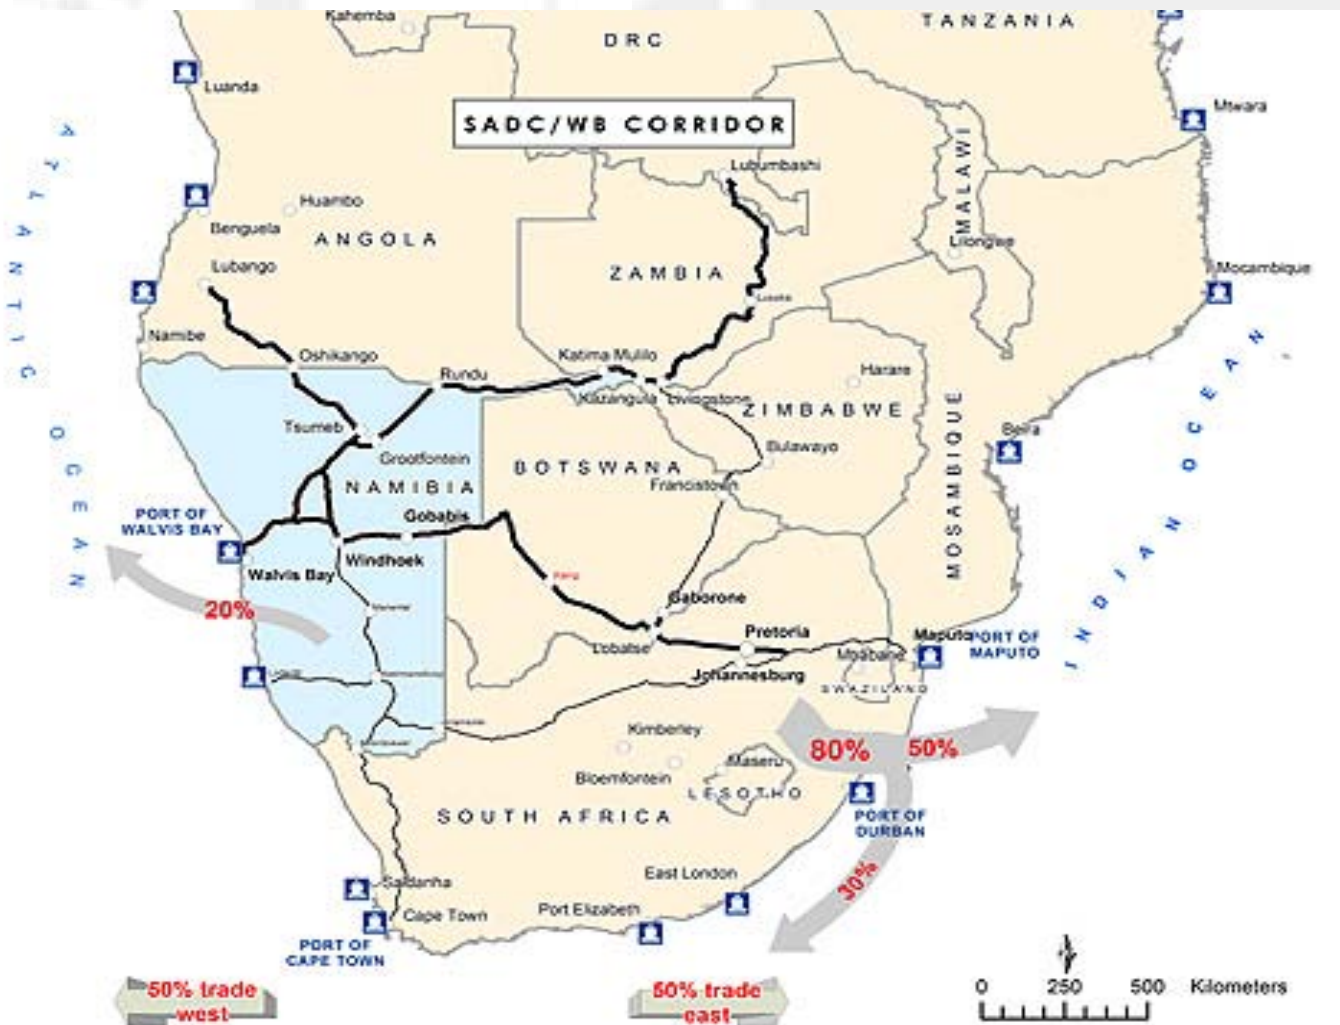 Kahemba
DRC
TANZANIA
Luanda
Mtwara
SADC/WB CORRIDOR
Lubumbashi
MALAWI
ATLANTIC OCEAN
Huambo
Benguela
ANGOLA
Lilongwe
Lubango
ZAMBIA
Mocambique
Lusaka
Namibe
Oshikango
Katima Mulilo
Rundu
Harare
Kazangula
Livingstone
ZIMBABWE
INDIAN OCEAN
Tsumeb
Beira
Grootfontein
Bulawayo
BOTSWANA
MOSAMBIQUE
Francistown
NAMIBIA
PORT OF
WALVIS BAY
Gobabis
Windhoek
Walvis Bay
Gaborone
20%
Pretoria
Maputo
PORT OF
MAPUTO
Lobatse
Mbabane
Johannesburg
SWAZILAND
Kimberley
80%
50%
Maseru
Bloemfontein
LESOTHO
SOUTH AFRICA
PORT OF
DURBAN
30%
East London
Saldanha
Port Elizabeth
Cape Town
PORT OF
CAPE TOWN
50% trade
west
50% trade
east
0 250 500 Kilometers